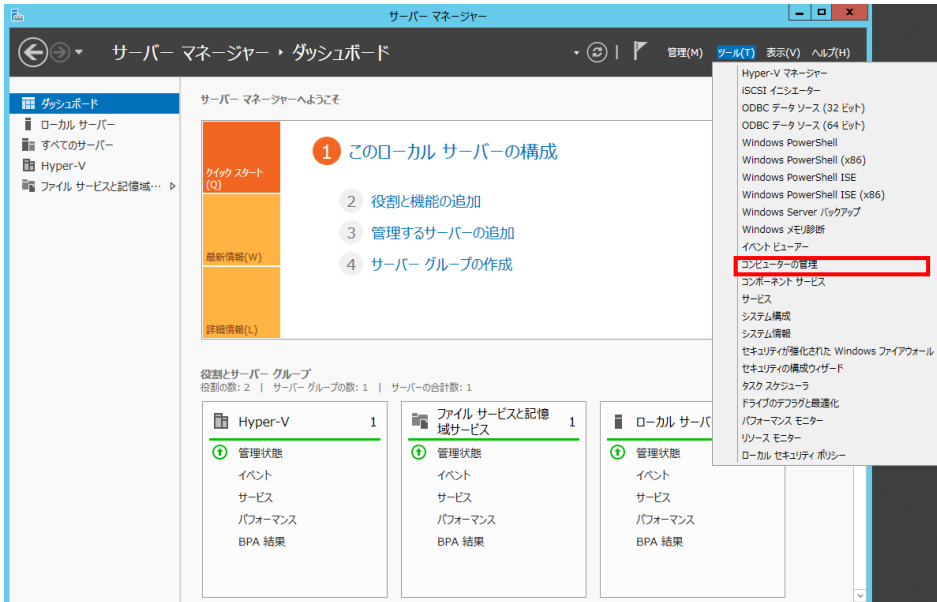 サーバー マネージャー
サーバー マネージャー ・ ダッシュボード
管理(M) ツール(T) 表示(V) ヘルプ(H)
ダッシュボード
ローカル サーバー
すべてのサーバー
Hyper-V
ファイル サービスと記憶域…
サーバー マネージャーへようこそ
クイック スタート
(Q)
最新情報(W)
詳細情報(L)
1 このローカル サーバーの構成
2 役割と機能の追加
3 管理するサーバーの追加
4 サーバー グループの作成
Hyper-V マネージャー
iSCSI イニシエーター
ODBC データ ソース (32 ビット)
ODBC データ ソース (64 ビット)
Windows PowerShell
Windows PowerShell (x86)
Windows PowerShell ISE
Windows PowerShell ISE (x86)
Windows Server バックアップ
Windows メモリ診断
イベント ビューアー
コンピューターの管理
コンポーネント サービス
サービス
システム構成
システム情報
セキュリティが強化された Windows ファイアウォール
セキュリティの構成ウィザード
タスク スケジューラ
ドライブのデフラグと最適化
パフォーマンス モニター
リソース モニター
ローカル セキュリティ ポリシー
役割とサーバー グループ
役割の数: 2 | サーバー グループの数: 1 | サーバーの合計数: 1
Hyper-V 1
管理状態
イベント
サービス
パフォーマンス
BPA 結果
ファイル サービスと記憶
域サービス 1
管理状態
イベント
サービス
パフォーマンス
BPA 結果
ローカル サーバ
管理状態
イベント
サービス
パフォーマンス
BPA 結果